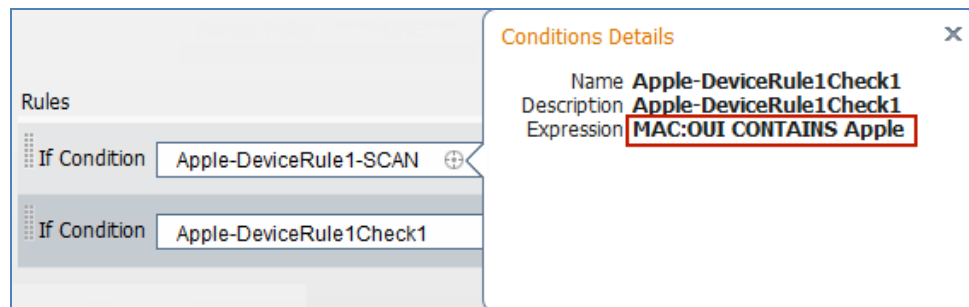 Rules
If Condition Apple-DeviceRule1-SCAN
If Condition Apple-DeviceRule1Check1
Conditions Details
X
Name Apple-DeviceRule1Check1
Description Apple-DeviceRule1Check1
Expression MAC:OUI CONTAINS Apple